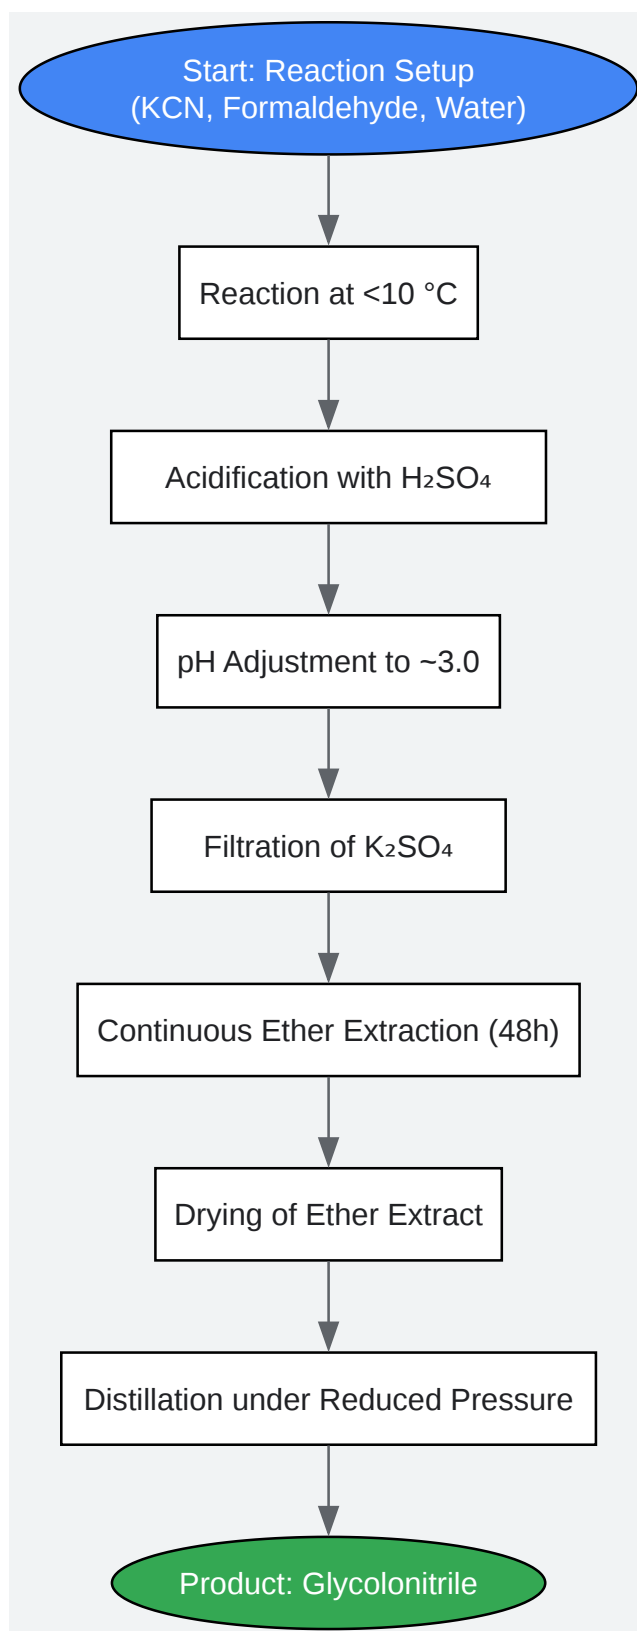 Start: Reaction Setup
(KCN, Formaldehyde, Water)
Reaction at <10 °C
Acidification with H₂SO₄
pH Adjustment to ~3.0
Filtration of K₂SO₄
Continuous Ether Extraction (48h)
Drying of Ether Extract
Distillation under Reduced Pressure
Product: Glycolonitrile